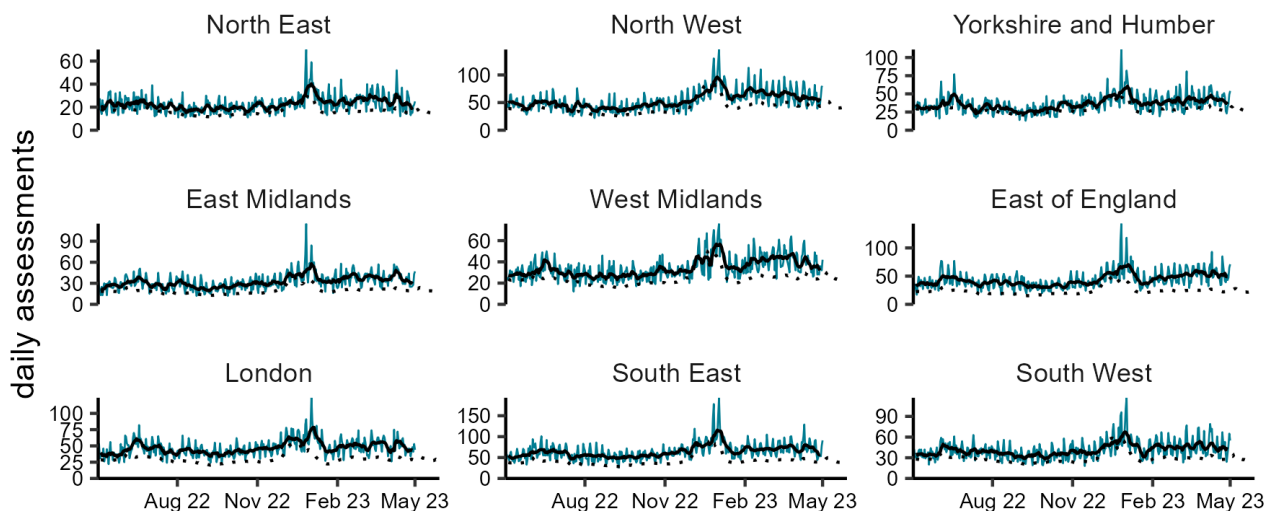 North East North West Yorkshire and Humber
60 40 20 0
100 50 0
100 75 50 25 0
daily assessments
East Midlands West Midlands East of England
90 60 30 0
60 40 20 0
100 50 0
London South East South West
100 75 50 25 0
150 100 50 0
90 60 30 0
Aug 22 Nov 22 Feb 23 May 23 Aug 22 Nov 22 Feb 23 May 23 Aug 22 Nov 22 Feb 23 May 23